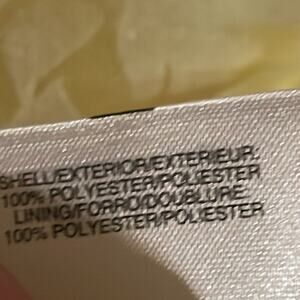 SHELL/EXTERIOR/EXTERIEUR:
100% POLYESTER/POLIESTER
LINING/FORRO/DOUBLURE:
100% POLYESTER/POLIESTER